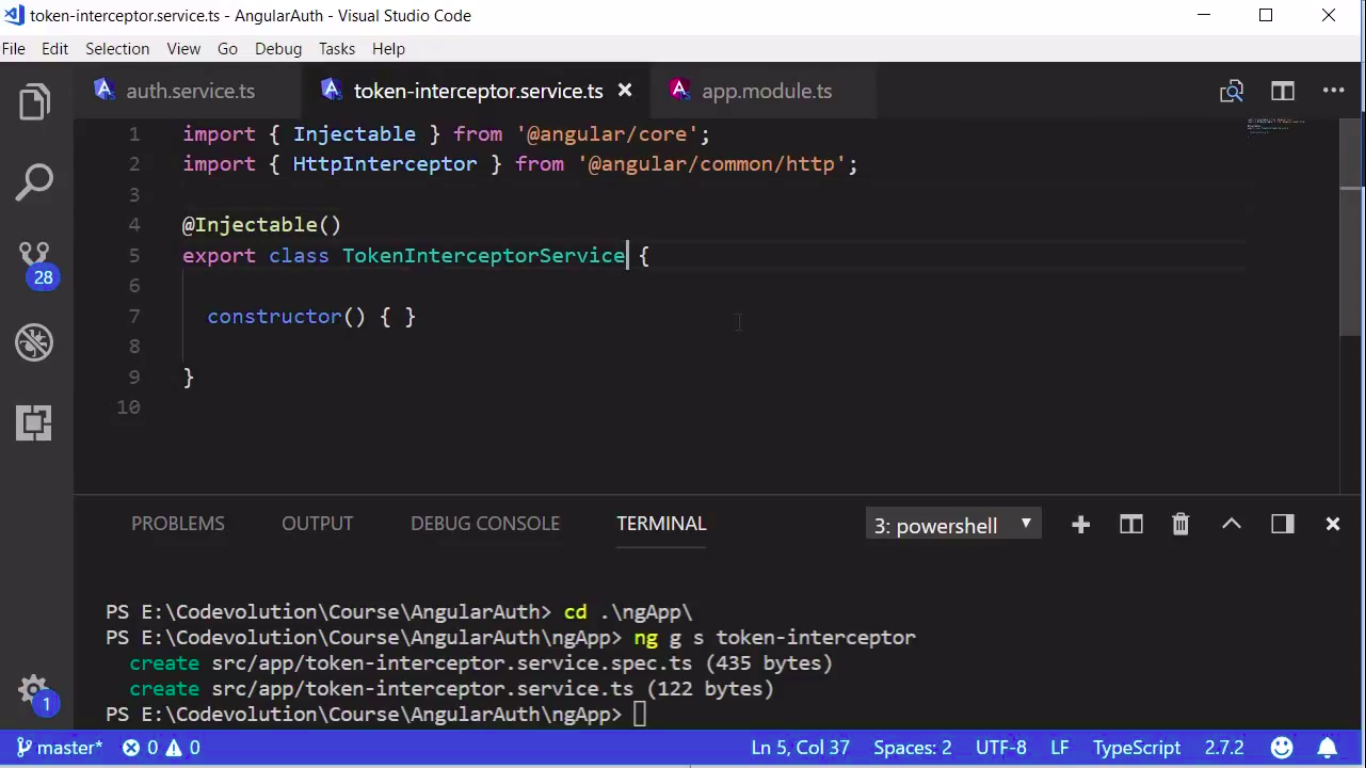 token-interceptor.service.ts - AngularAuth - Visual Studio Code
File Edit Selection View Go Debug Tasks Help
auth.service.ts token-interceptor.service.ts app.module.ts
1 import { Injectable } from '@angular/core';
2 import { HttpInterceptor } from '@angular/common/http';
3
4 @Injectable()
5 export class TokenInterceptorService {
6
7 constructor() { }
8
9 }
10
28
1
PROBLEMS OUTPUT DEBUG CONSOLE TERMINAL 3: powershell
PS E:\Codevolution\Course\AngularAuth> cd .\ngApp\
PS E:\Codevolution\Course\AngularAuth\ngApp> ng g s token-interceptor
create src/app/token-interceptor.service.spec.ts (435 bytes)
create src/app/token-interceptor.service.ts (122 bytes)
PS E:\Codevolution\Course\AngularAuth\ngApp>
master* 0 0 Ln 5, Col 37 Spaces: 2 UTF-8 LF TypeScript 2.7.2